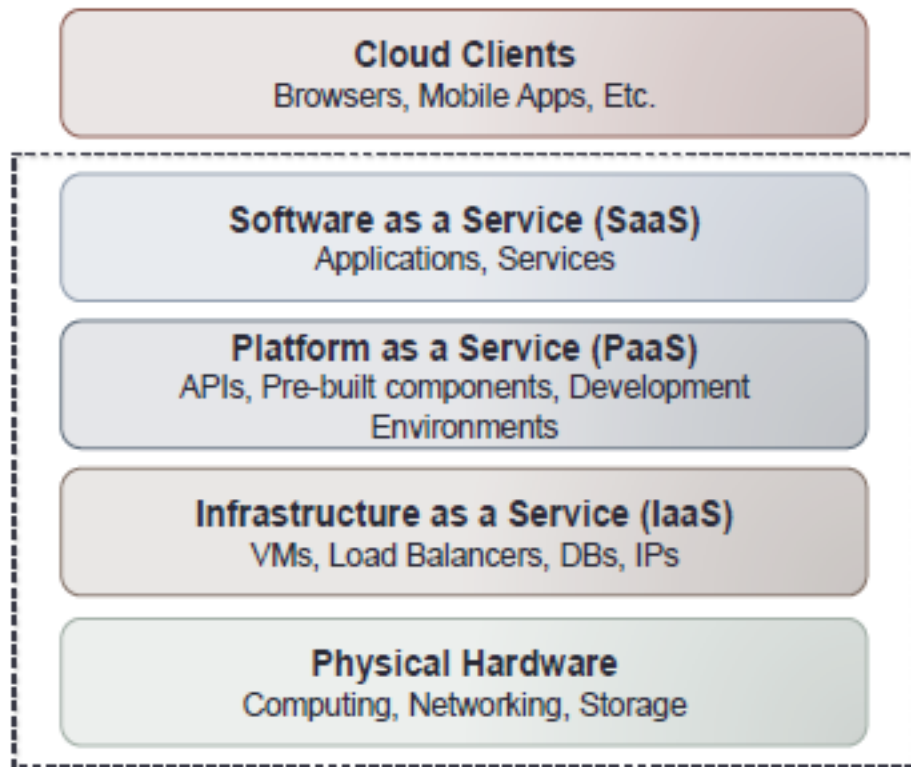 Cloud Clients
Browsers, Mobile Apps, Etc.
Software as a Service (SaaS)
Applications, Services
Platform as a Service (PaaS)
APIs, Pre-built components, Development
Environments
Infrastructure as a Service (IaaS)
VMs, Load Balancers, DBs, IPs
Physical Hardware
Computing, Networking, Storage